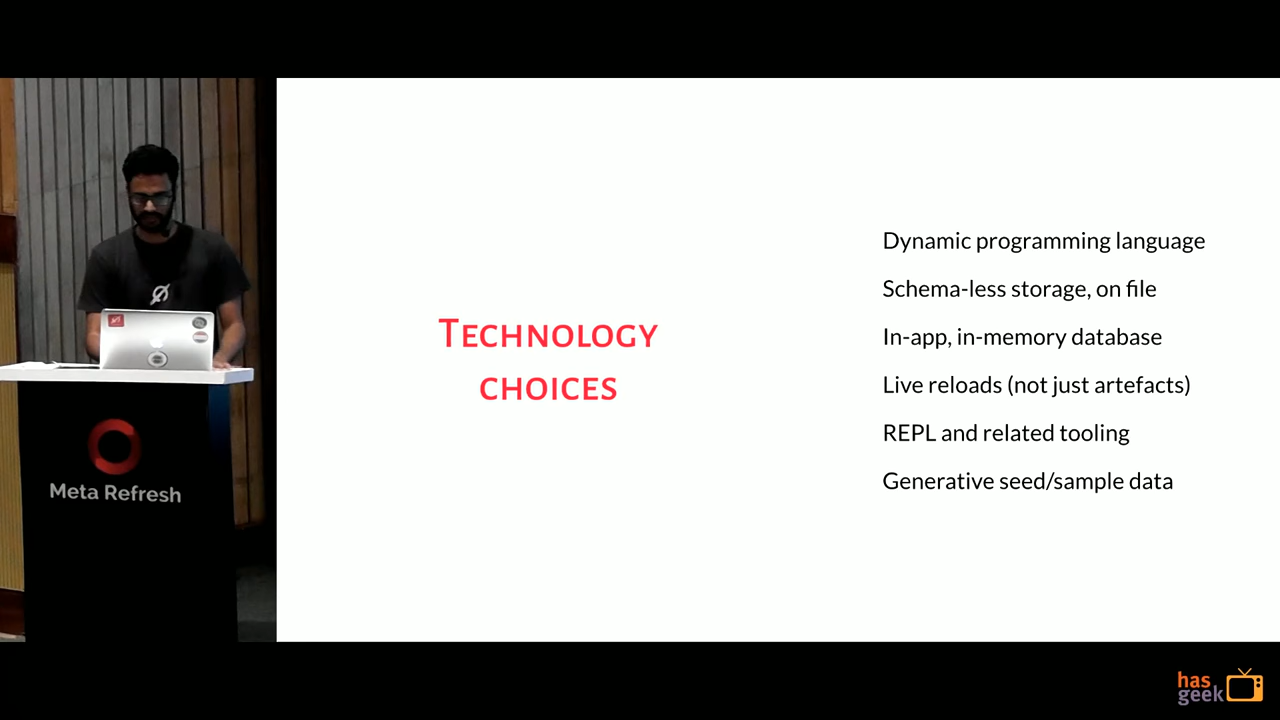 Technology
choices
Dynamic programming language
Schema-less storage, on file
In-app, in-memory database
Live reloads (not just artefacts)
REPL and related tooling
Generative seed/sample data
Meta Refresh
has
geek